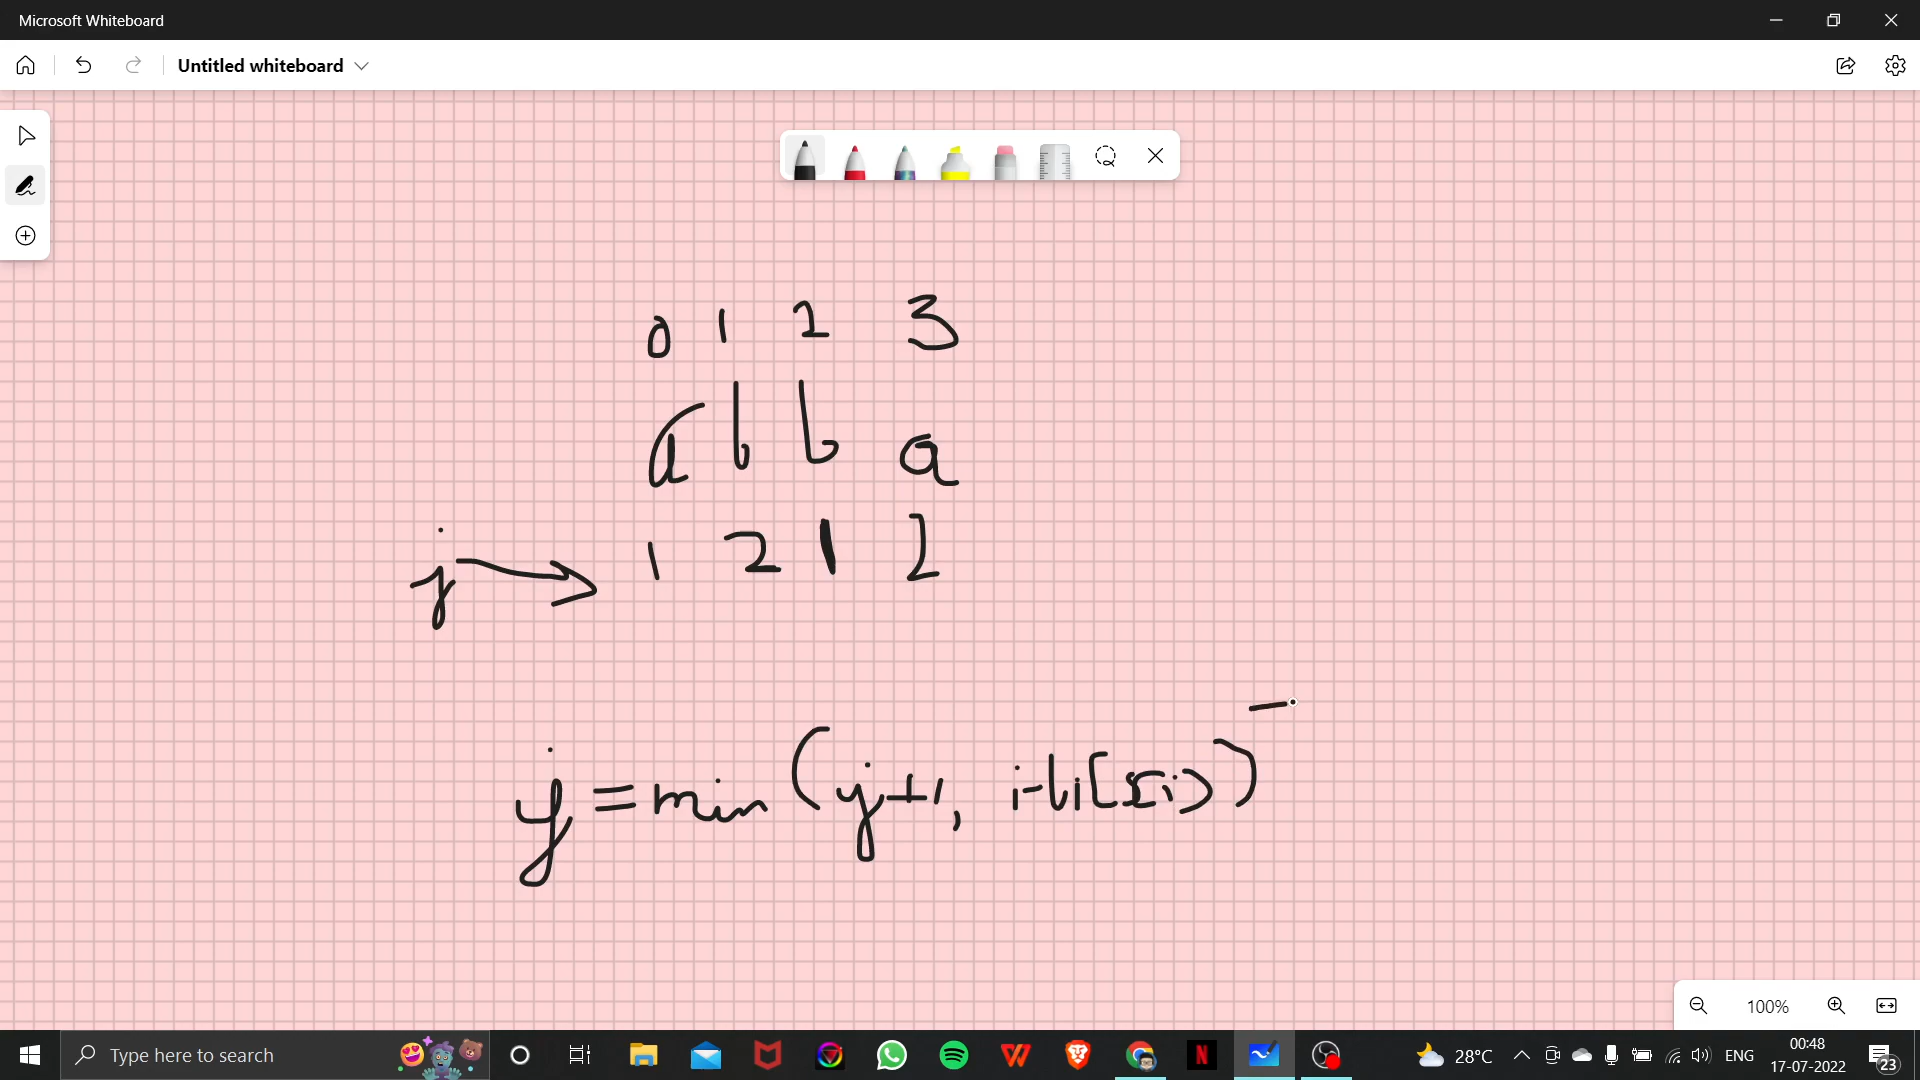 Microsoft Whiteboard
Untitled whiteboard
0 1 2 3
a b b a
j → 1 2 1 2
j = min (j+1, i-li[s[i])
100%
Type here to search
28°C
ENG
00:48
17-07-2022
23